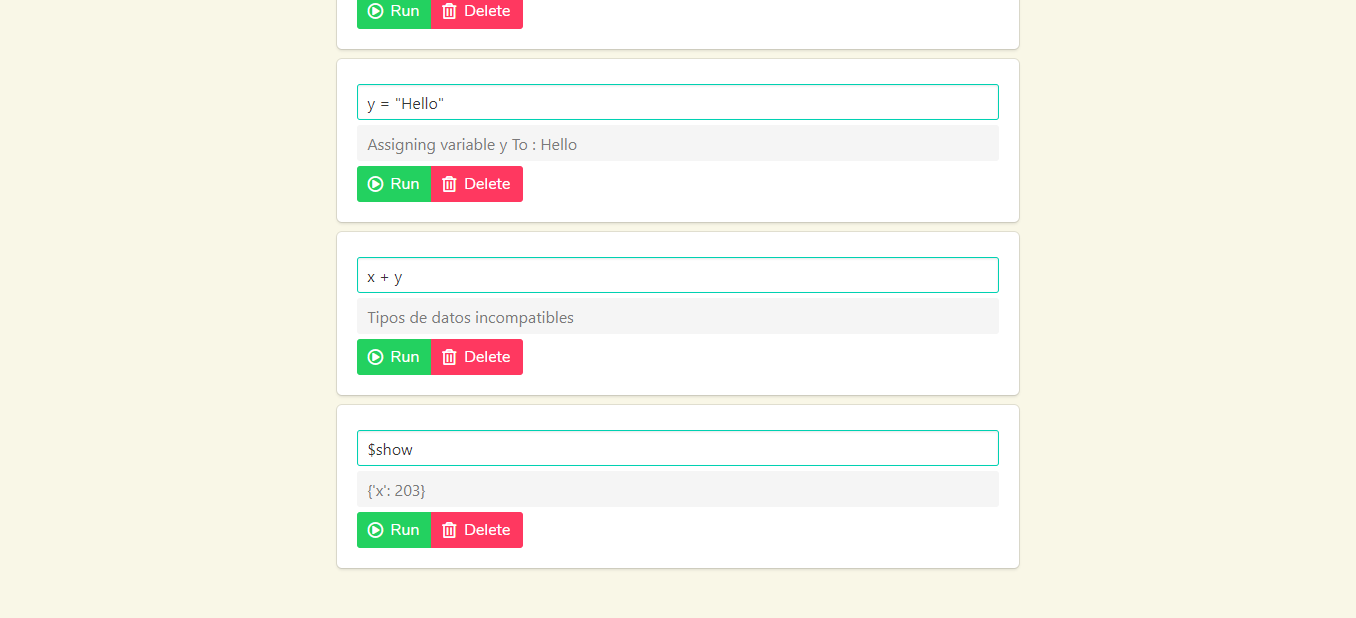 Run Delete
y = "Hello"
Assigning variable y To : Hello
Run Delete
x + y
Tipos de datos incompatibles
Run Delete
$show
{'x': 203}
Run Delete